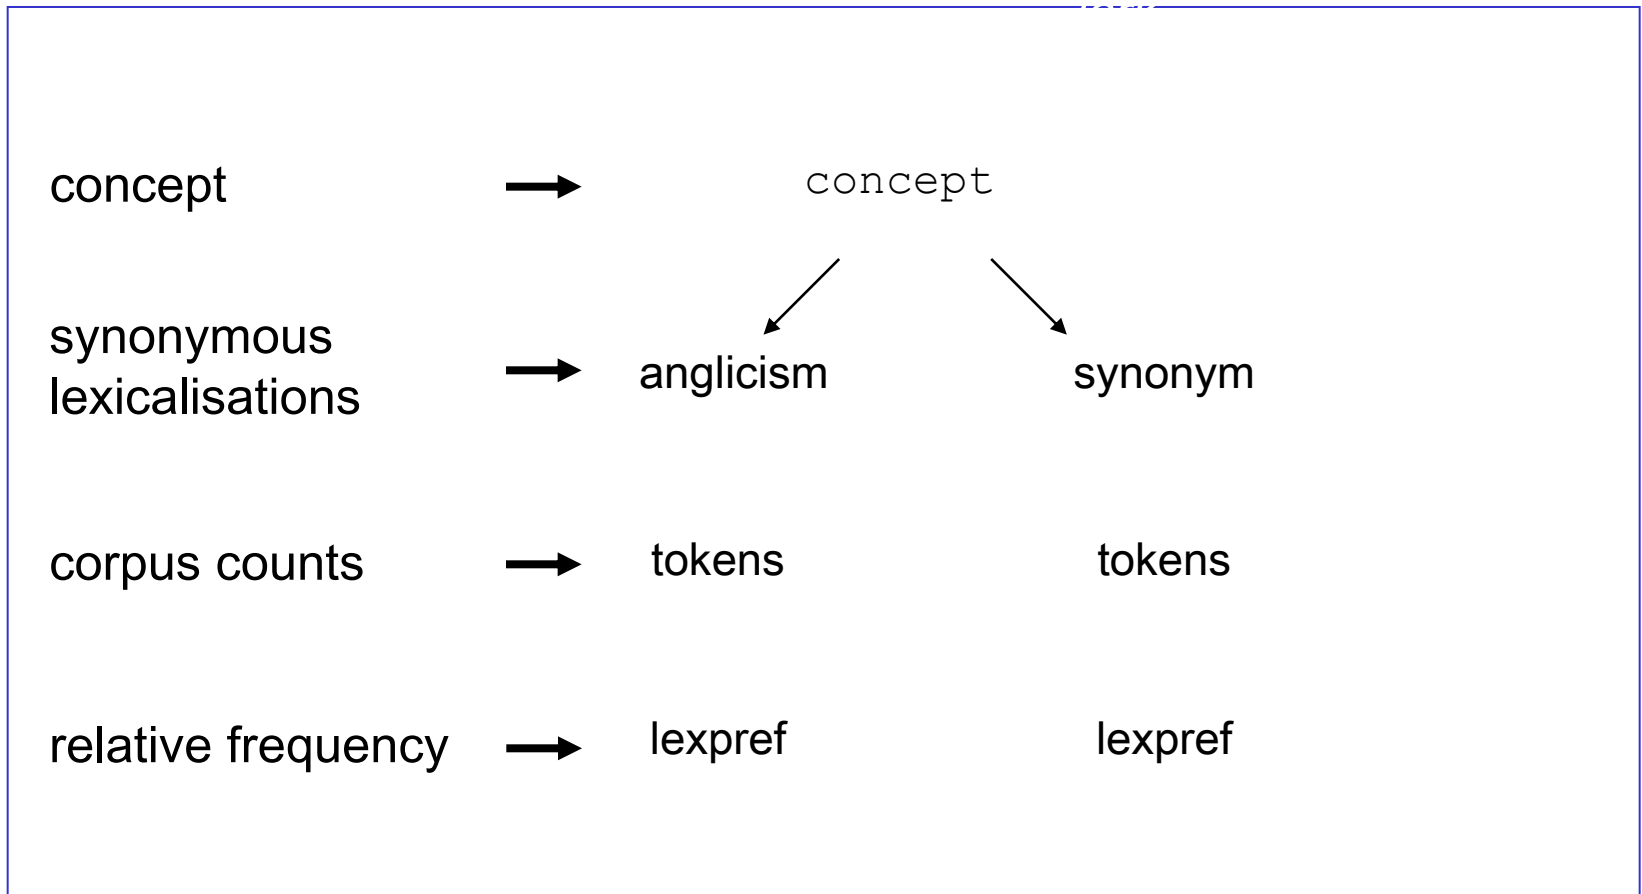 concept concept
synonymous
lexicalisations
anglicism synonym
corpus counts tokens tokens
relative frequency lexpref lexpref